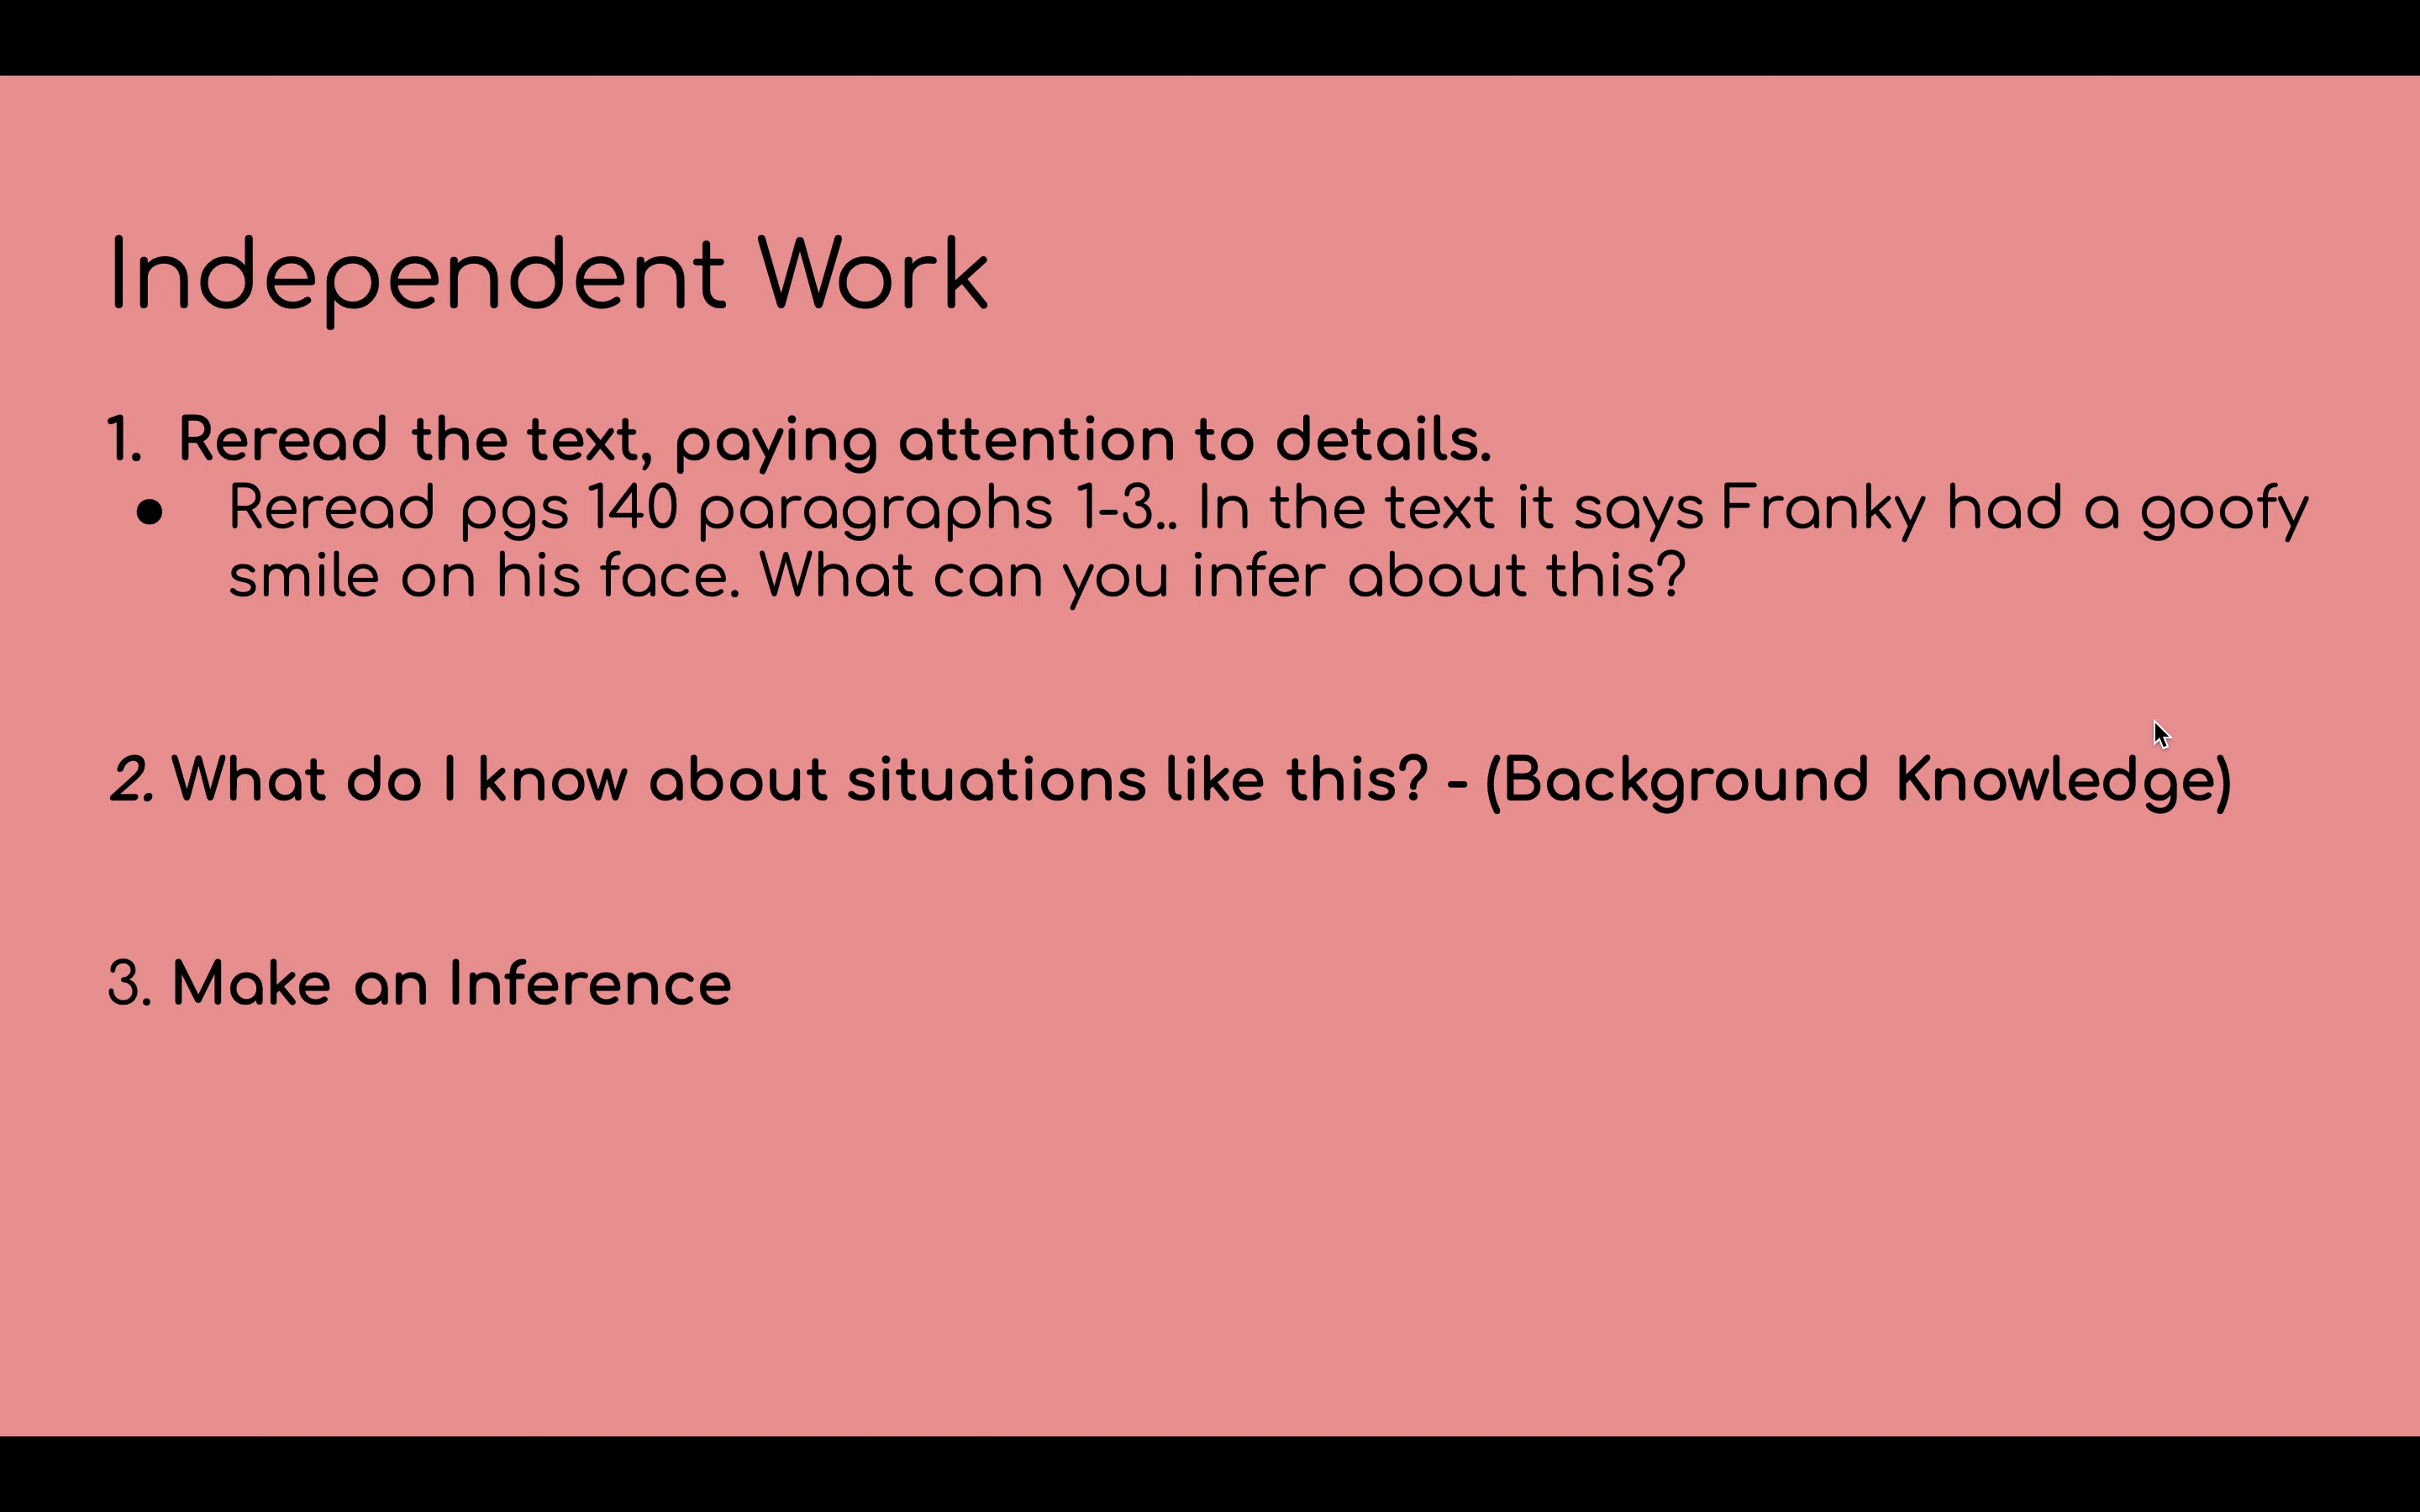 Independent Work
1. Reread the text, paying attention to details.
● Reread pgs 140 paragraphs 1-3.. In the text it says Franky had a goofy
smile on his face. What can you infer about this?
2. What do I know about situations like this? - (Background Knowledge)
3. Make an Inference